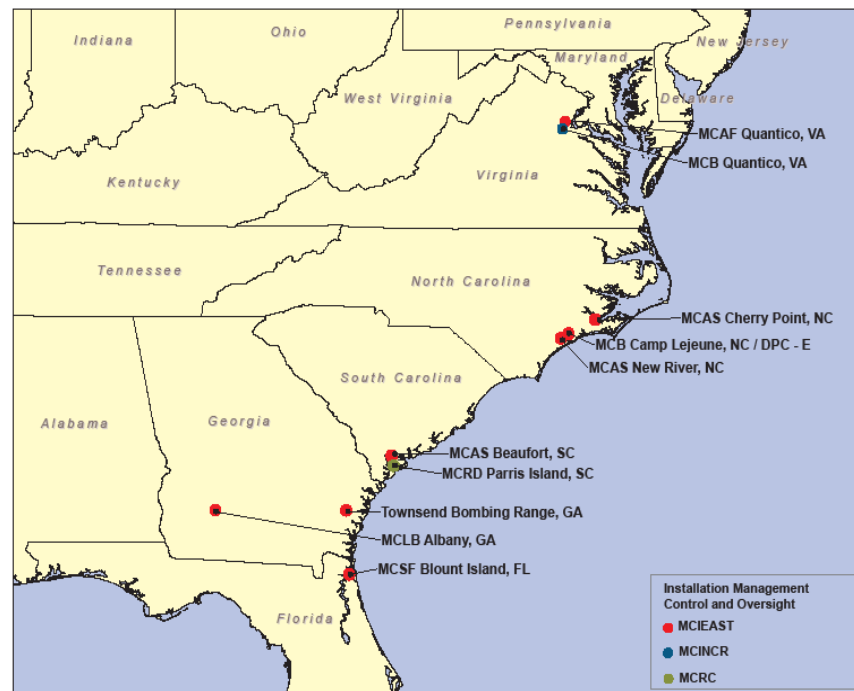 Pennsylvania
Ohio
Indiana
New Jersey
Maryland
West Virginia
Delaware
MCAF Quantico, VA
MCB Quantico, VA
Virginia
Kentucky
Tennessee
North Carolina
MCAS Cherry Point, NC
MCB Camp Lejeune, NC / DPC - E
MCAS New River, NC
South Carolina
Alabama
Georgia
MCAS Beaufort, SC
MCRD Parris Island, SC
Townsend Bombing Range, GA
MCLB Albany, GA
MCSF Blount Island, FL
Florida
Installation Management
Control and Oversight
MCIEAST
MCINCR
MCRC